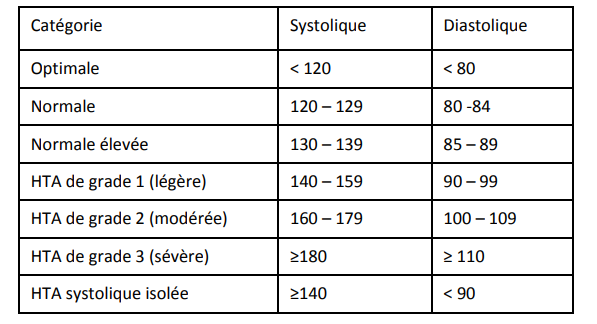 Catégorie Systolique Diastolique
Optimale < 120 < 80
Normale 120 – 129 80 -84
Normale élevée 130 – 139 85 – 89
HTA de grade 1 (légère) 140 – 159 90 – 99
HTA de grade 2 (modérée) 160 – 179 100 – 109
HTA de grade 3 (sévère) ≥180 ≥ 110
HTA systolique isolée ≥140 < 90